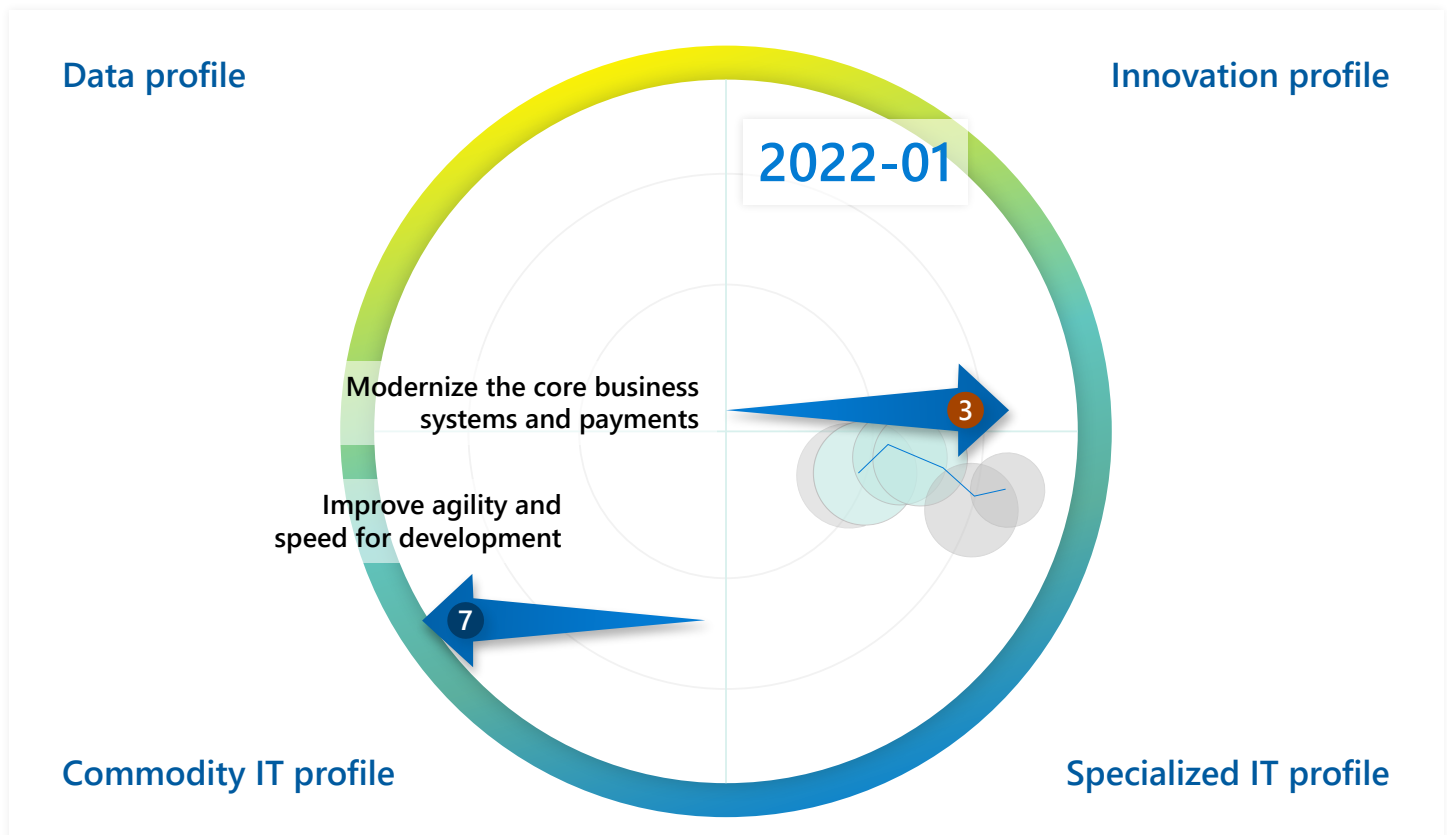 Data profile
Innovation profile
2022-01
Modernize the core business
systems and payments
3
Improve agility and
speed for development
7
Commodity IT profile
Specialized IT profile